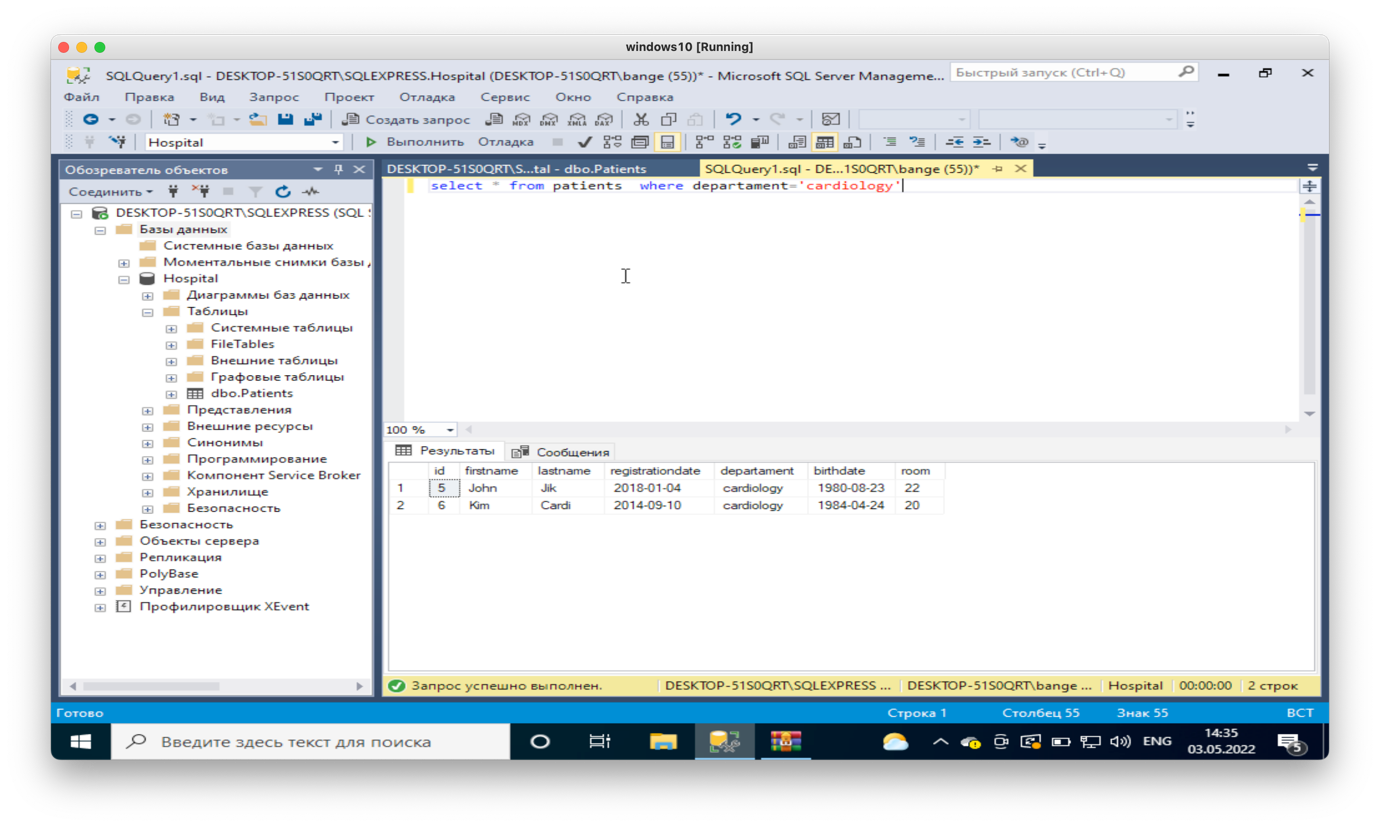 windows10 [Running]
SQLQuery1.sql - DESKTOP-51S0QRT\SQLEXPRESS.Hospital (DESKTOP-51S0QRT\bange (55))* - Microsoft SQL Server Manageme...
Быстрый запуск (Ctrl+Q)
Файл Правка Вид Запрос Проект Отладка Сервис Окно Справка
Создать запрос MDX DMX XMLA DAX
Hospital Выполнить Отладка
Обозреватель объектов
DESKTOP-51S0QRT\S...tal - dbo.Patients
SQLQuery1.sql - DE...1S0QRT\bange (55))*
Соединить
select * from patients where departament='cardiology'
DESKTOP-51S0QRT\SQLEXPRESS (SQL S
Базы данных
Системные базы данных
Моментальные снимки базы д
Hospital
Диаграммы баз данных
Таблицы
Системные таблицы
FileTables
Внешние таблицы
Графовые таблицы
dbo.Patients
Представления
Внешние ресурсы
Синонимы
Программирование
Компонент Service Broker
Хранилище
Безопасность
Безопасность
Объекты сервера
Репликация
PolyBase
Управление
Профилировщик XEvent
100 %
Результаты Сообщения
id firstname lastname registrationdate departament birthdate room
1 5 John Jik 2018-01-04 cardiology 1980-08-23 22
2 6 Kim Cardi 2014-09-10 cardiology 1984-04-24 20
Запрос успешно выполнен. DESKTOP-51S0QRT\SQLEXPRESS ... DESKTOP-51S0QRT\bange ... Hospital 00:00:00 2 строк
Готово Строка 1 Столбец 55 Знак 55 ВСТ
Введите здесь текст для поиска
ENG
14:35
03.05.2022
5